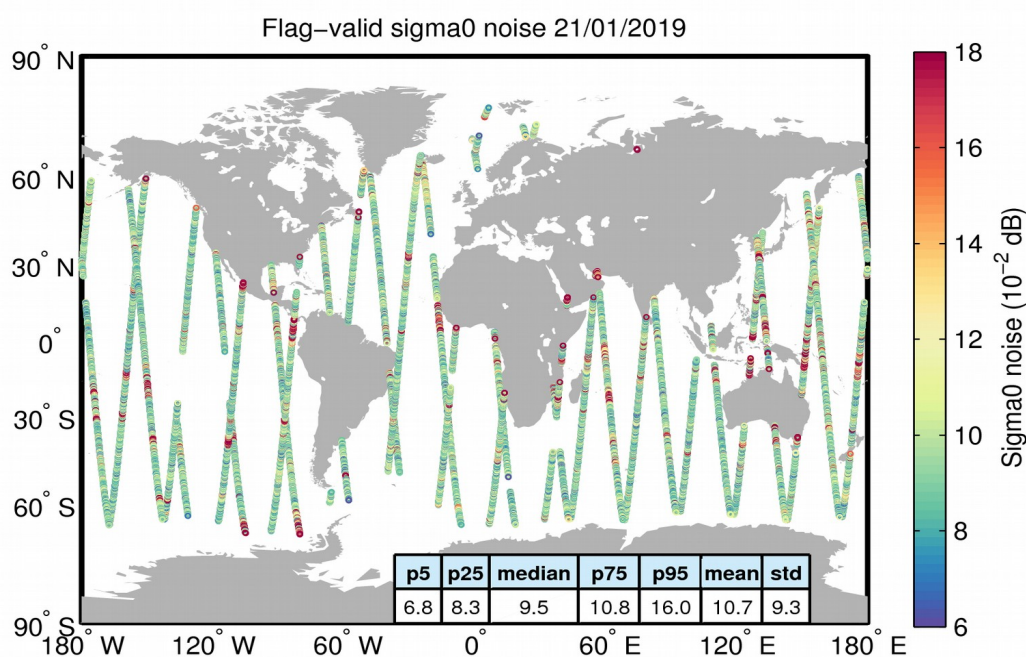 Flag-valid sigma0 noise 21/01/2019
90° N
60° N
30° N
0°
30° S
60° S
90° S
180° W
120° W
60° W
0°
60° E
120° E
180° E
p5 p25 median p75 p95 mean std
6.8 8.3 9.5 10.8 16.0 10.7 9.3
18
16
14
12
10
8
6
Sigma0 noise (10⁻² dB)